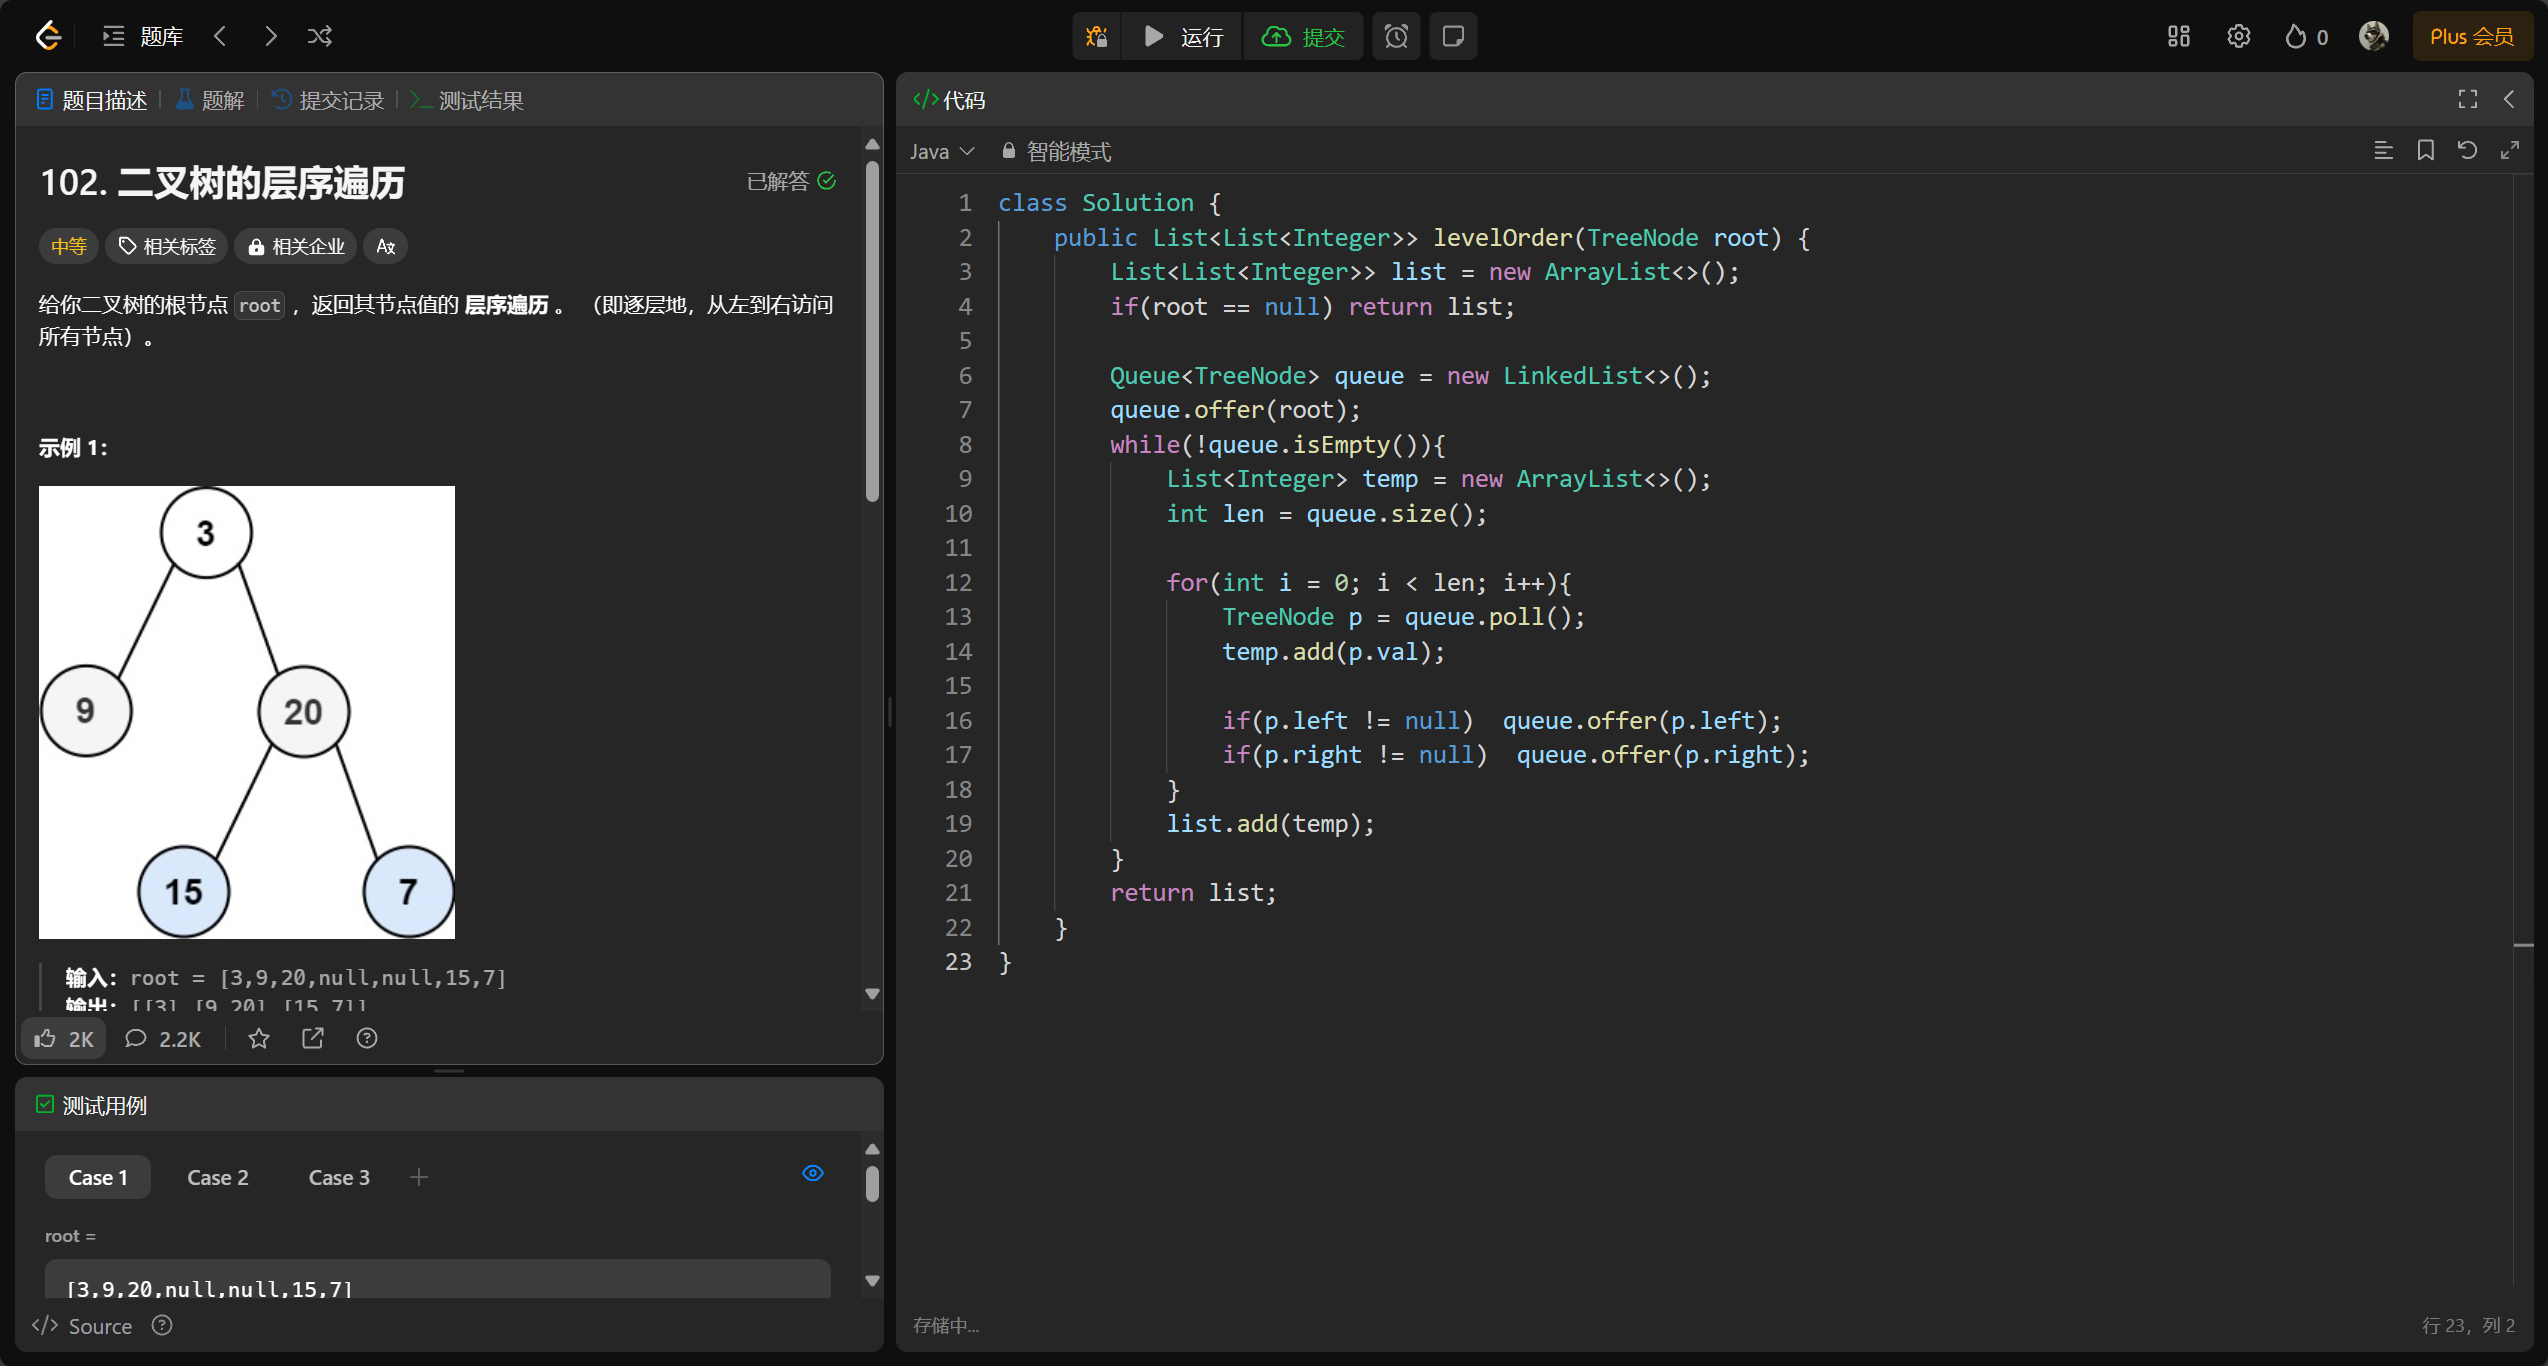 题库
运行
提交
0
Plus 会员
题目描述
题解
提交记录
测试结果
102. 二叉树的层序遍历
已解答
中等
相关标签
相关企业
给你二叉树的根节点 root ，返回其节点值的 层序遍历 。 （即逐层地，从左到右访问
所有节点）。
示例 1：
3
9
20
15
7
输入：root = [3,9,20,null,null,15,7]
输出：[[3],[9,20],[15,7]]
2K
2.2K
测试用例
Case 1
Case 2
Case 3
root =
[3,9,20,null,null,15,7]
</> Source
</> 代码
Java
智能模式
1 class Solution {
2     public List<List<Integer>> levelOrder(TreeNode root) {
3         List<List<Integer>> list = new ArrayList<>();
4         if(root == null) return list;
5
6         Queue<TreeNode> queue = new LinkedList<>();
7         queue.offer(root);
8         while(!queue.isEmpty()){
9             List<Integer> temp = new ArrayList<>();
10             int len = queue.size();
11
12             for(int i = 0; i < len; i++){
13                 TreeNode p = queue.poll();
14                 temp.add(p.val);
15
16                 if(p.left != null)  queue.offer(p.left);
17                 if(p.right != null)  queue.offer(p.right);
18             }
19             list.add(temp);
20         }
21         return list;
22     }
23 }
存储中...
行 23，列 2